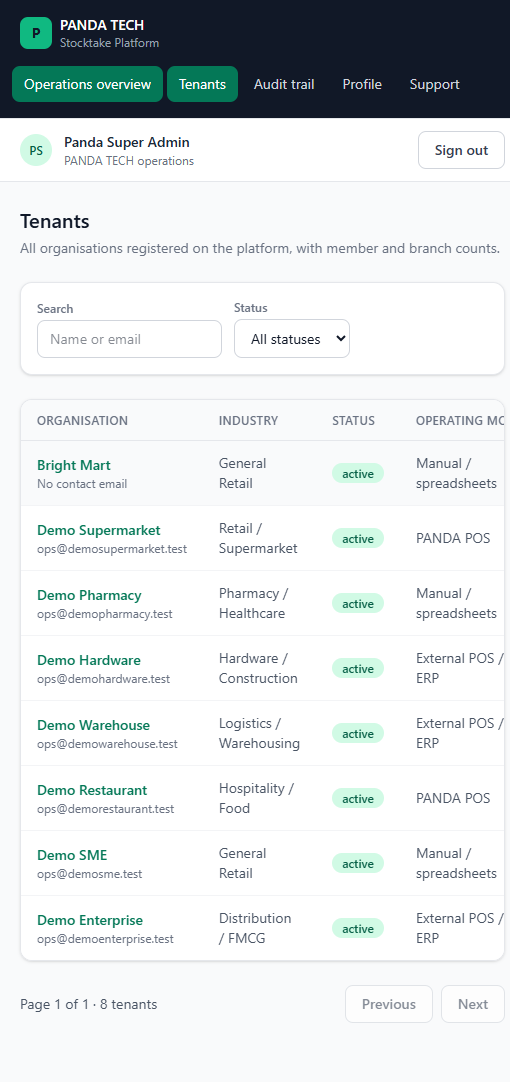 P
PANDA TECH
Stocktake Platform
Operations overview
Tenants
Audit trail
Profile
Support
PS
Panda Super Admin
PANDA TECH operations
Sign out
Tenants
All organisations registered on the platform, with member and branch counts.
Search
Status
Name or email
All statuses
ORGANISATION INDUSTRY STATUS OPERATING MO
Bright Mart
No contact email
General
Retail
active
Manual /
spreadsheets
Demo Supermarket
ops@demosupermarket.test
Retail /
Supermarket
active
PANDA POS
Demo Pharmacy
ops@demopharmacy.test
Pharmacy /
Healthcare
active
Manual /
spreadsheets
Demo Hardware
ops@demohardware.test
Hardware /
Construction
active
External POS /
ERP
Demo Warehouse
ops@demowarehouse.test
Logistics /
Warehousing
active
External POS /
ERP
Demo Restaurant
ops@demorestaurant.test
Hospitality /
Food
active
PANDA POS
Demo SME
ops@demosme.test
General
Retail
active
Manual /
spreadsheets
Demo Enterprise
ops@demoenterprise.test
Distribution
/ FMCG
active
External POS /
ERP
Page 1 of 1 · 8 tenants
Previous
Next